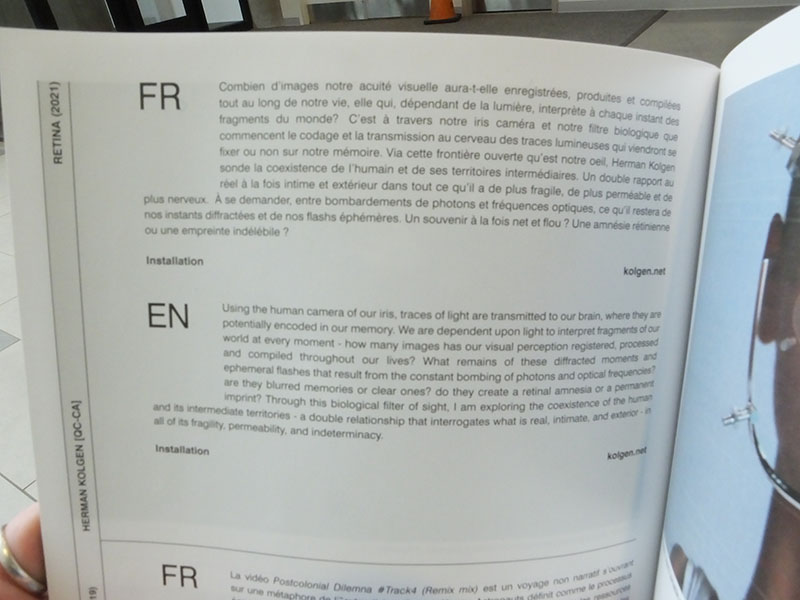 RETINA (2021)
FR
Combien d'images notre acuité visuelle aura-t-elle enregistrées, produites et compilées
tout au long de notre vie, elle qui, dépendant de la lumière, interprète à chaque instant des
fragments du monde? C'est à travers notre iris caméra et notre filtre biologique que
commencent le codage et la transmission au cerveau des traces lumineuses qui viendront se
fixer ou non sur notre mémoire. Via cette frontière ouverte qu'est notre oeil, Herman Kolgen
sonde la coexistence de l'humain et de ses territoires intermédiaires. Un double rapport au
réel à la fois intime et extérieur dans tout ce qu'il a de plus fragile, de plus perméable et de
plus nerveux. À se demander, entre bombardements de photons et fréquences optiques, ce qu'il restera de
nos instants diffractées et de nos flashs éphémères. Un souvenir à la fois net et flou ? Une amnésie rétinienne
ou une empreinte indélébile ?
Installation
kolgen.net
EN
Using the human camera of our iris, traces of light are transmitted to our brain, where they are
potentially encoded in our memory. We are dependent upon light to interpret fragments of our
world at every moment - how many images has our visual perception registered, processed
and compiled throughout our lives? What remains of these diffracted moments and
ephemeral flashes that result from the constant bombing of photons and optical frequencies?
are they blurred memories or clear ones? do they create a retinal amnesia or a permanent
imprint? Through this biological filter of sight, I am exploring the coexistence of the human
and its intermediate territories - a double relationship that interrogates what is real, intimate, and exterior - in
all of its fragility, permeability, and indeterminacy.
Installation
kolgen.net
HERMAN KOLGEN [QC-CA]
FR
La vidéo Postcolonial Dilemna #Track4 (Remix mix) est un voyage non narratif s'ouvrant
sur une métaphore de définit comme le processus
19)